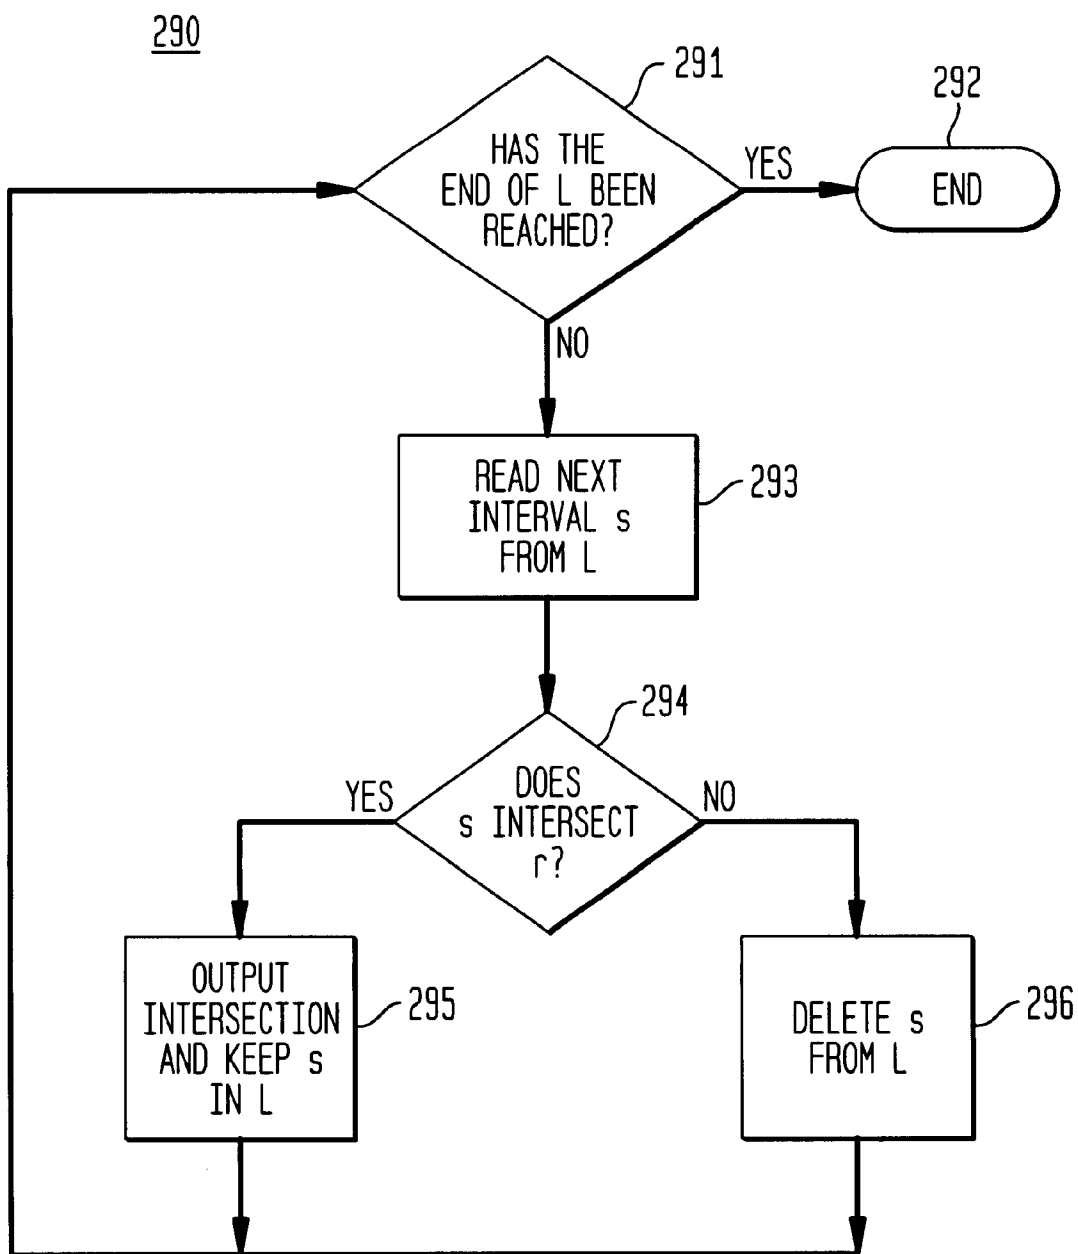 290
291
HAS THE
END OF L BEEN
REACHED?
YES
292
END
NO
READ NEXT
INTERVAL s
FROM L
293
294
DOES
s INTERSECT
r?
YES
NO
OUTPUT
INTERSECTION
AND KEEP s
IN L
295
DELETE s
FROM L
296